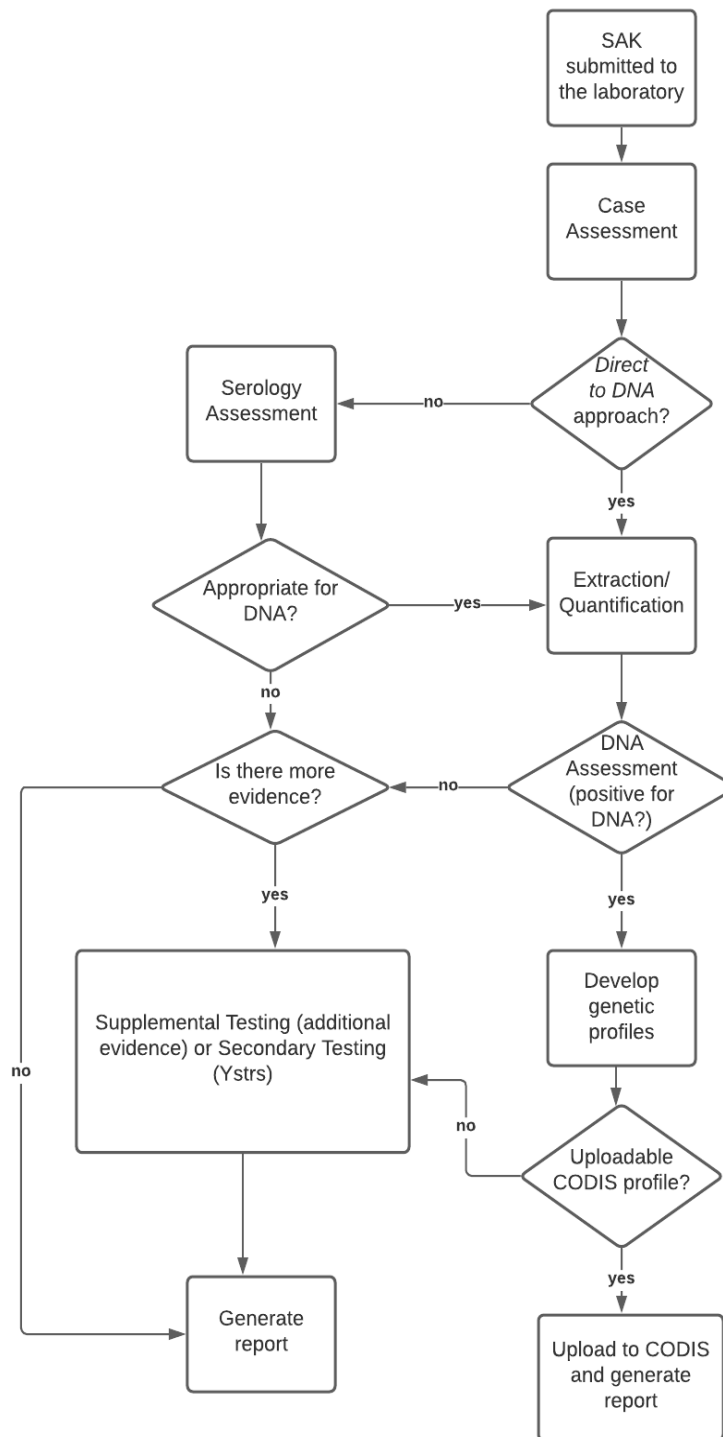 SAK
submitted to
the laboratory
Case
Assessment
Direct
to DNA
approach?
no
Serology
Assessment
yes
Appropriate for
DNA?
yes
Extraction/
Quantification
no
DNA
Assessment
(positive for
DNA?)
no
Is there more
evidence?
yes
yes
Develop
genetic
profiles
Supplemental Testing (additional
evidence) or Secondary Testing
(Ystrs)
no
no
Uploadable
CODIS profile?
yes
Generate
report
Upload to CODIS
and generate
report